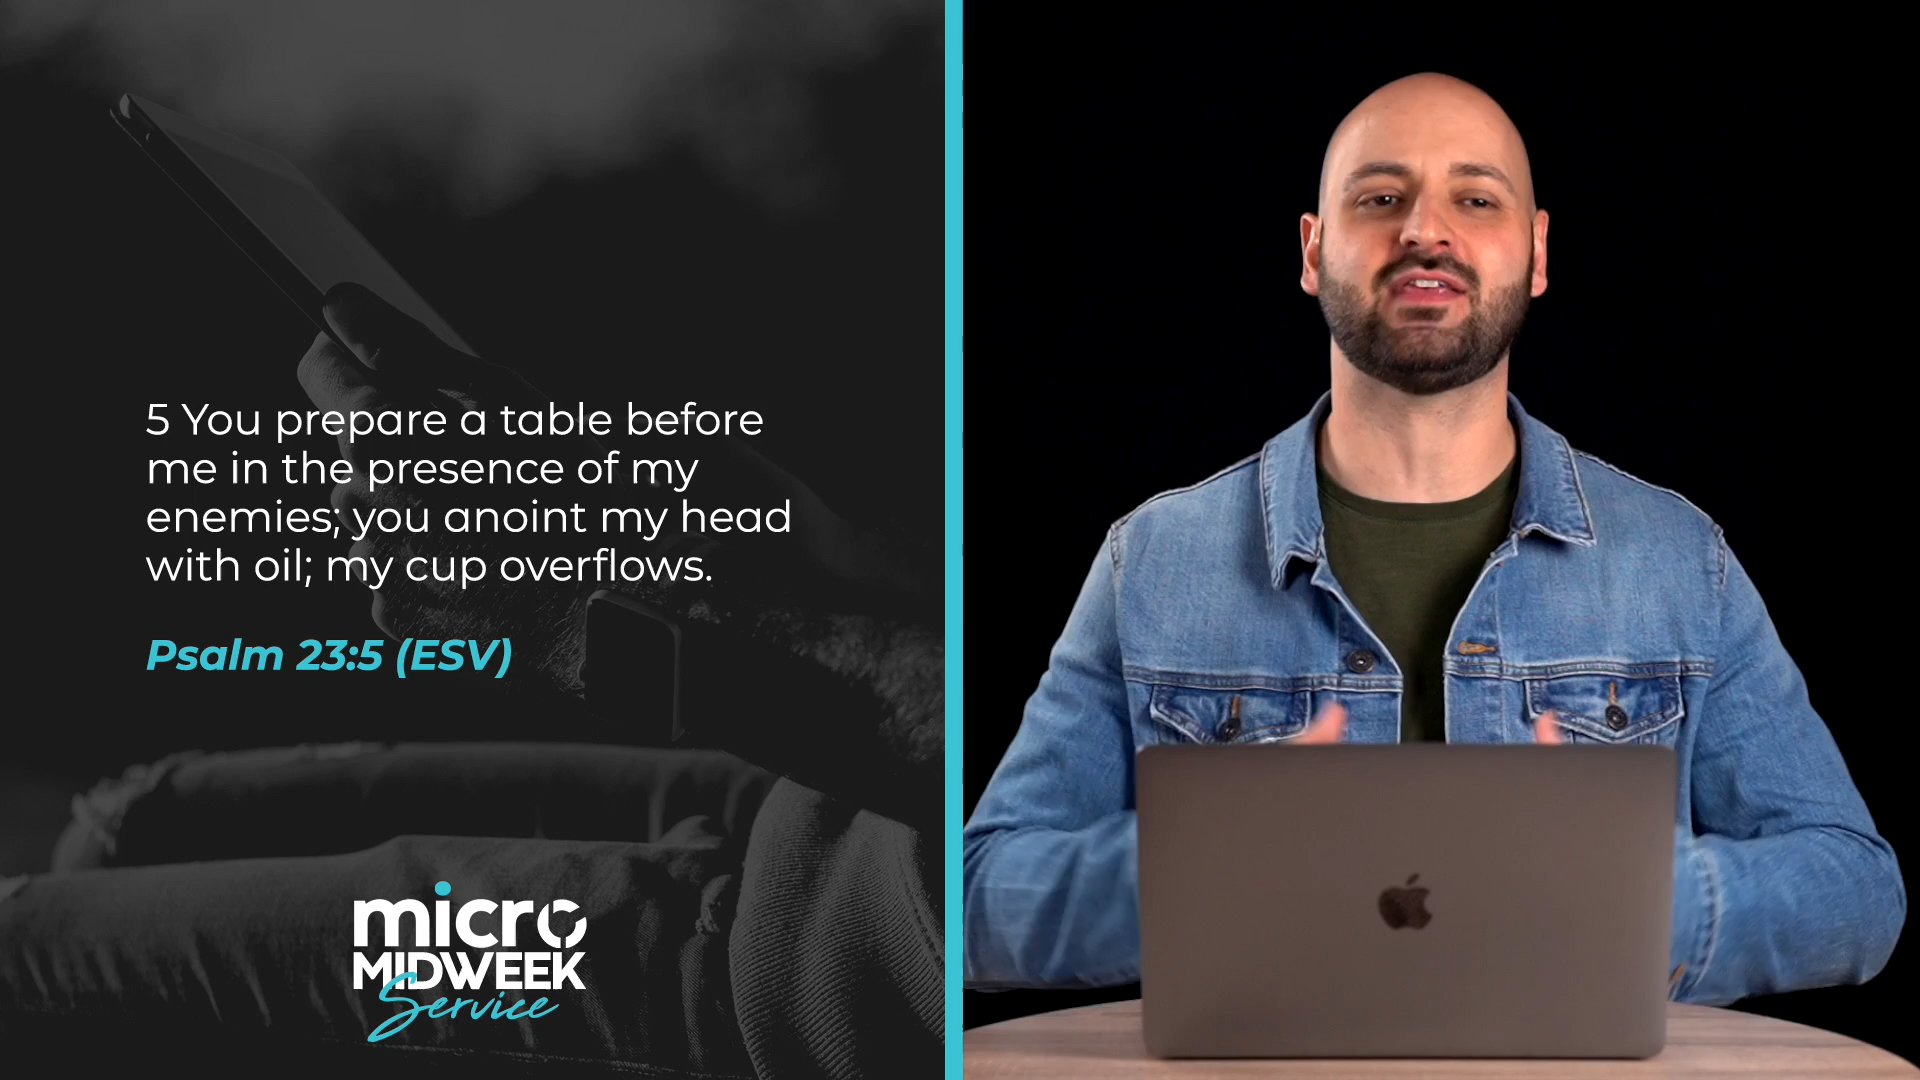 5 You prepare a table before
me in the presence of my
enemies; you anoint my head
with oil; my cup overflows.
Psalm 23:5 (ESV)
micro
MIDWEEK
Service